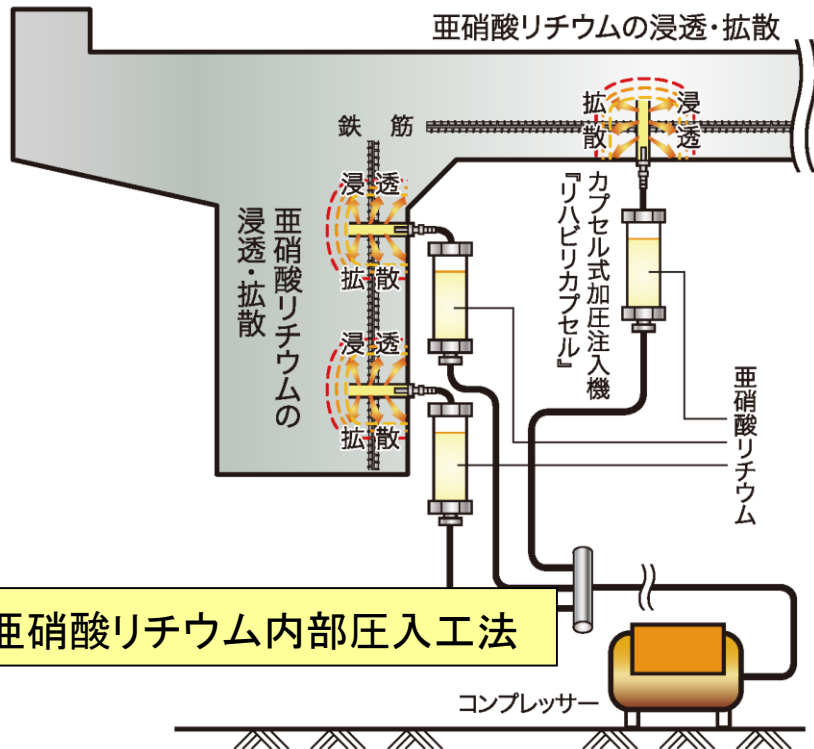 亜硝酸リチウムの浸透・拡散
拡 浸
散 透
鉄 筋
浸 透
拡 散
亜硝酸リチウムの
浸透・拡散
カプセル式加圧注入機
『リハビリカプセル』
浸 透
拡 散
亜硝酸リチウム
亜硝酸リチウム内部圧入工法
コンプレッサー